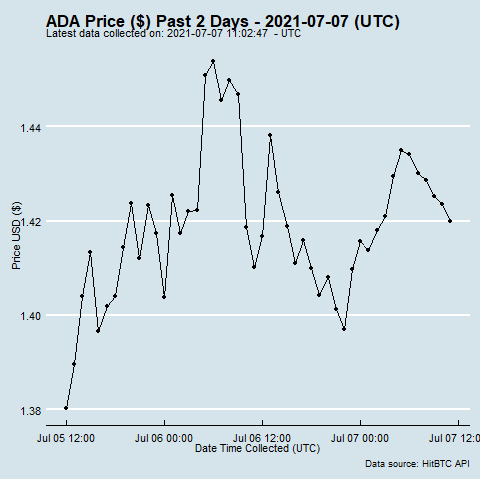 ADA Price ($) Past 2 Days - 2021-07-07 (UTC)
Latest data collected on: 2021-07-07 11:02:47 - UTC
1.44
1.42
1.40
1.38
Price USD ($)
Jul 05 12:00 Jul 06 00:00 Jul 06 12:00 Jul 07 00:00 Jul 07 12:
Date Time Collected (UTC)
Data source: HitBTC API